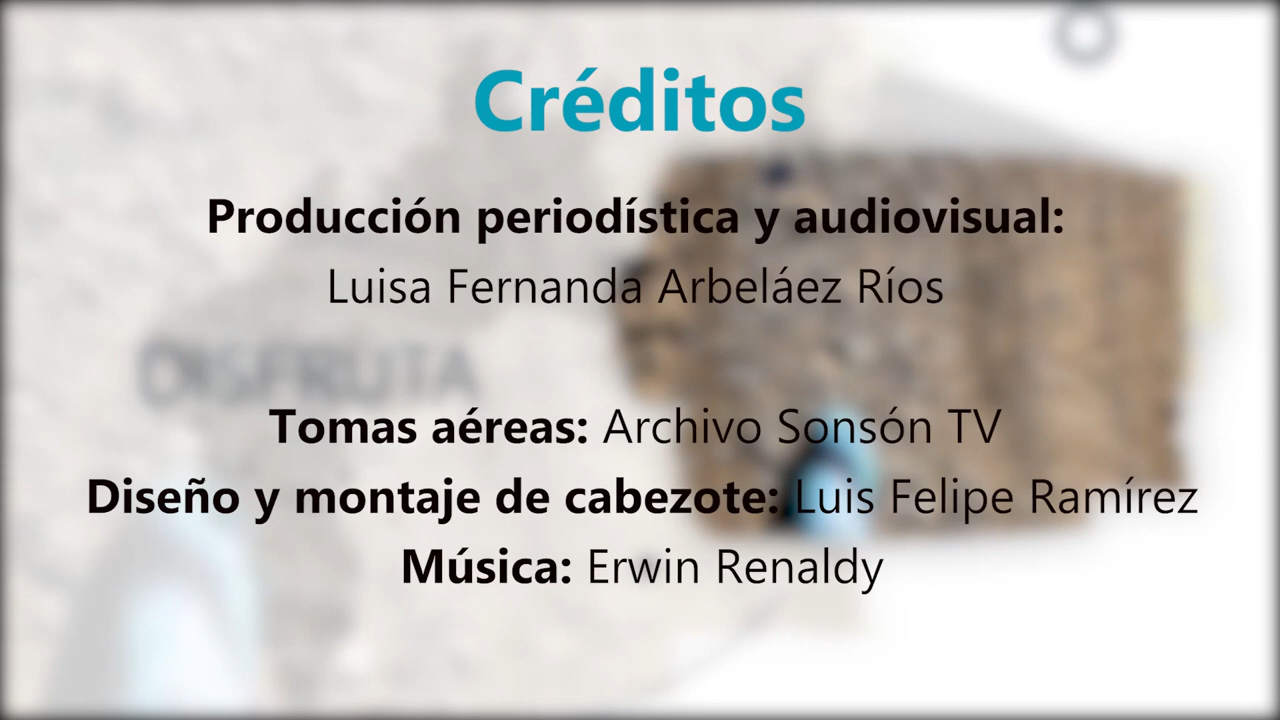 Créditos
Producción periodística y audiovisual:
Luisa Fernanda Arbeláez Ríos
DISFRUTA
Tomas aéreas: Archivo Sonsón TV
Diseño y montaje de cabezote: Luis Felipe Ramírez
Música: Erwin Renaldy